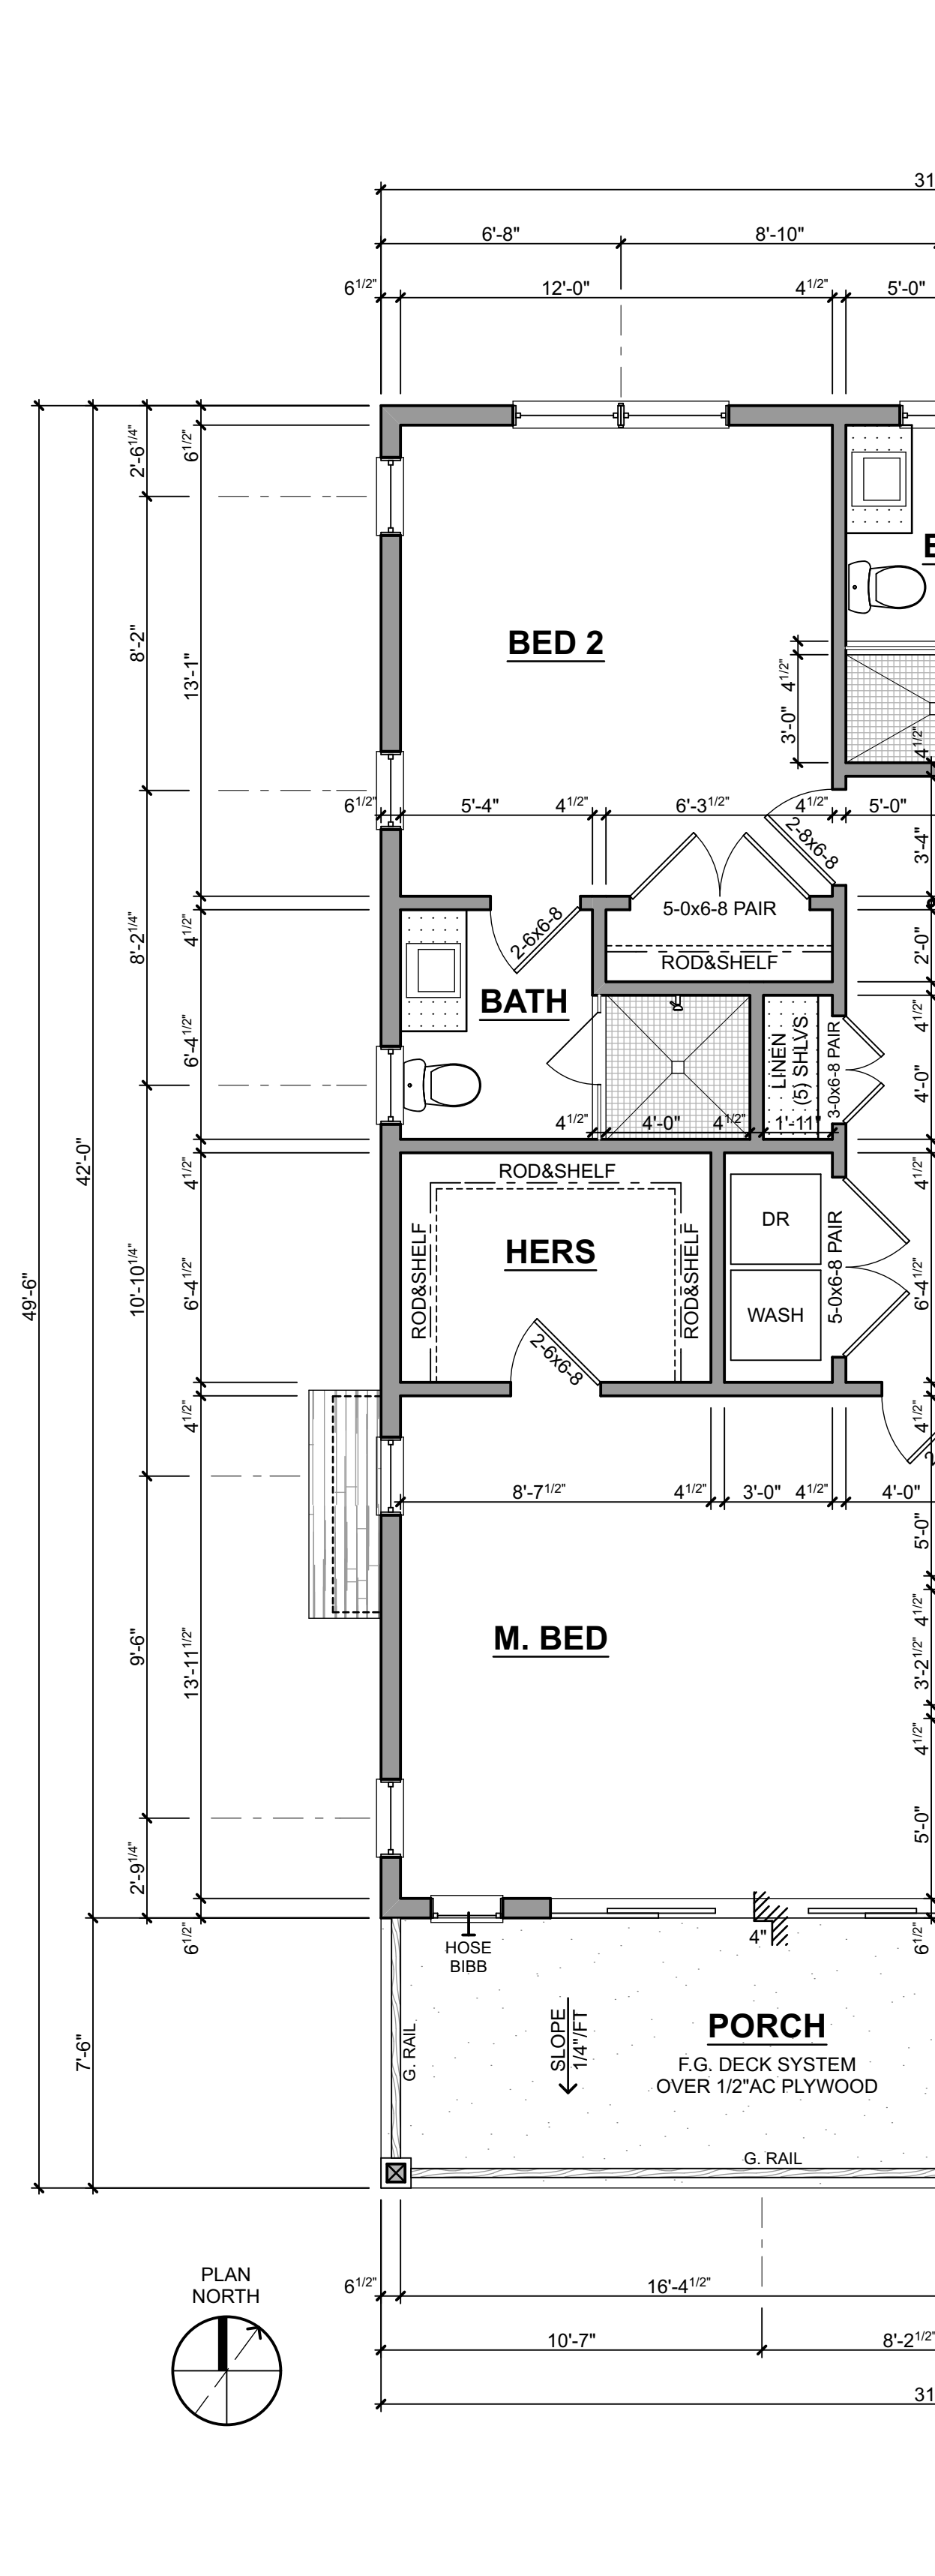 31
6'-8" 8'-10"
6 1/2" 12'-0" 4 1/2" 5'-0"
2'-6 1/4"
6 1/2"
8'-2"
13'-1"
BED 2
4 1/2"
3'-0"
4 1/2"
6 1/2" 5'-4" 4 1/2" 6'-3 1/2" 4 1/2" 5'-0"
2-8x6-8
3'-4"
5-0x6-8 PAIR
2-6x6-8
8'-2 1/4"
4 1/2"
2'-0"
ROD&SHELF
BATH
4 1/2"
LINEN
(5) SHLVS
3-0x6-8 PAIR
6'-4 1/2"
4'-0"
4 1/2" 4'-0" 4 1/2" 1'-11"
42'-0"
4 1/2"
4 1/2"
ROD&SHELF
DR
HERS
ROD&SHELF
ROD&SHELF
5-0x6-8 PAIR
49'-6"
10'-10 1/4"
6'-4 1/2"
6'-4 1/2"
WASH
2-6x6-8
4 1/2"
4 1/2"
8'-7 1/2" 4 1/2" 3'-0" 4 1/2" 4'-0"
5'-0"
4 1/2"
M. BED
9'-6"
13'-11 1/2"
3'-2 1/2"
4 1/2"
5'-0"
2'-9 1/4"
6 1/2"
HOSE
BIBB
4"
6 1/2"
7'-6"
G. RAIL
SLOPE
1/4"/FT
PORCH
F.G. DECK SYSTEM
OVER 1/2"AC PLYWOOD
G. RAIL
PLAN
NORTH
6 1/2" 16'-4 1/2"
10'-7" 8'-2 1/2"
31